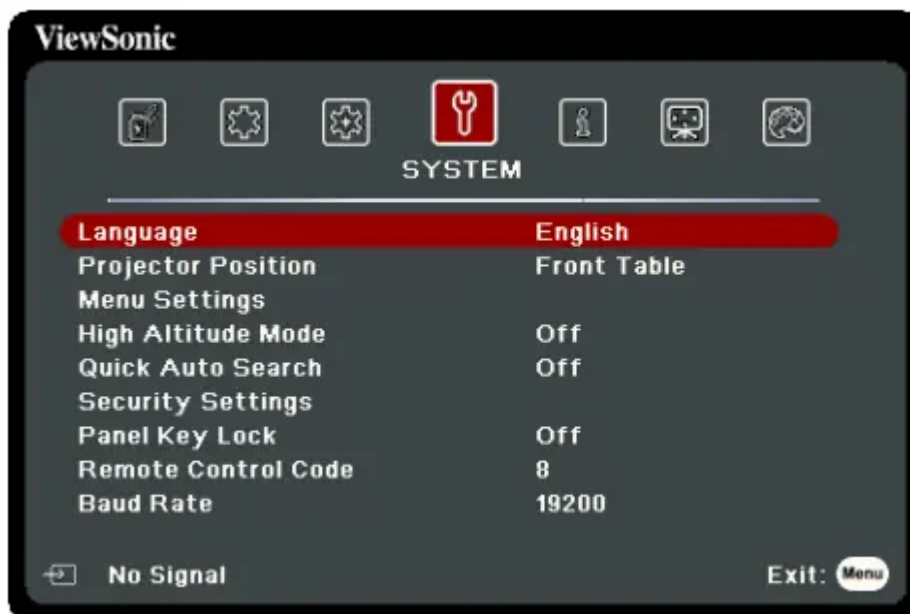 ViewSonic
SYSTEM
Language English
Projector Position Front Table
Menu Settings
High Altitude Mode Off
Quick Auto Search Off
Security Settings
Panel Key Lock Off
Remote Control Code 8
Baud Rate 19200
No Signal Exit: Menu